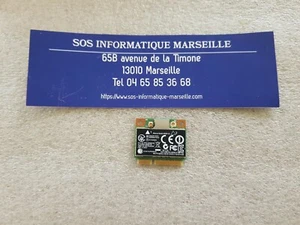 SOS INFORMATIQUE MARSEILLE
65B avenue de la Timone
13010 Marseille
Tel 04 65 85 36 68
https://www.sos-informatique-marseille.com